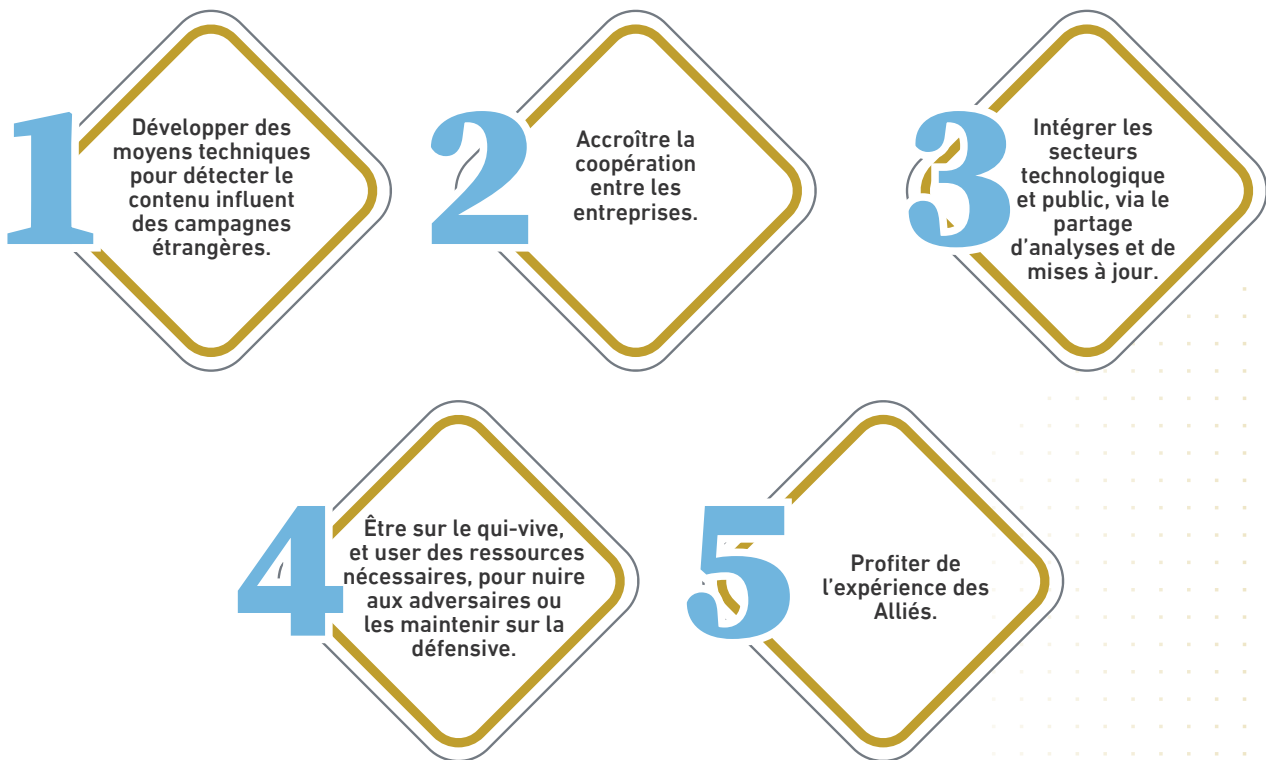 1
Développer des
moyens techniques
pour détecter le
contenu influent
des campagnes
étrangères.
2
Accroître la
coopération
entre les
entreprises.
3
Intégrer les
secteurs
technologique
et public, via le
partage
d’analyses et de
mises à jour.
4
Être sur le qui-vive,
et user des ressources
nécessaires, pour nuire
aux adversaires ou
les maintenir sur la
défensive.
5
Profiter de
l’expérience des
Alliés.